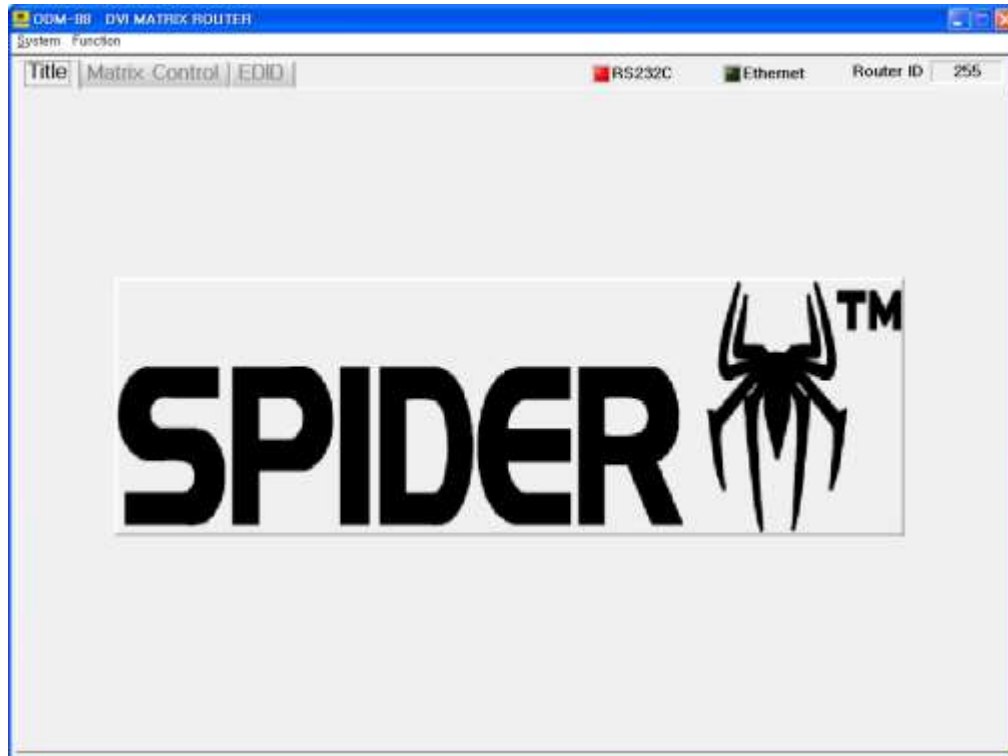 ODM-88 DVI MATRIX ROUTER
System Function
Title Matrix Control EDID RS232C Ethernet Router ID 255
SPIDER TM